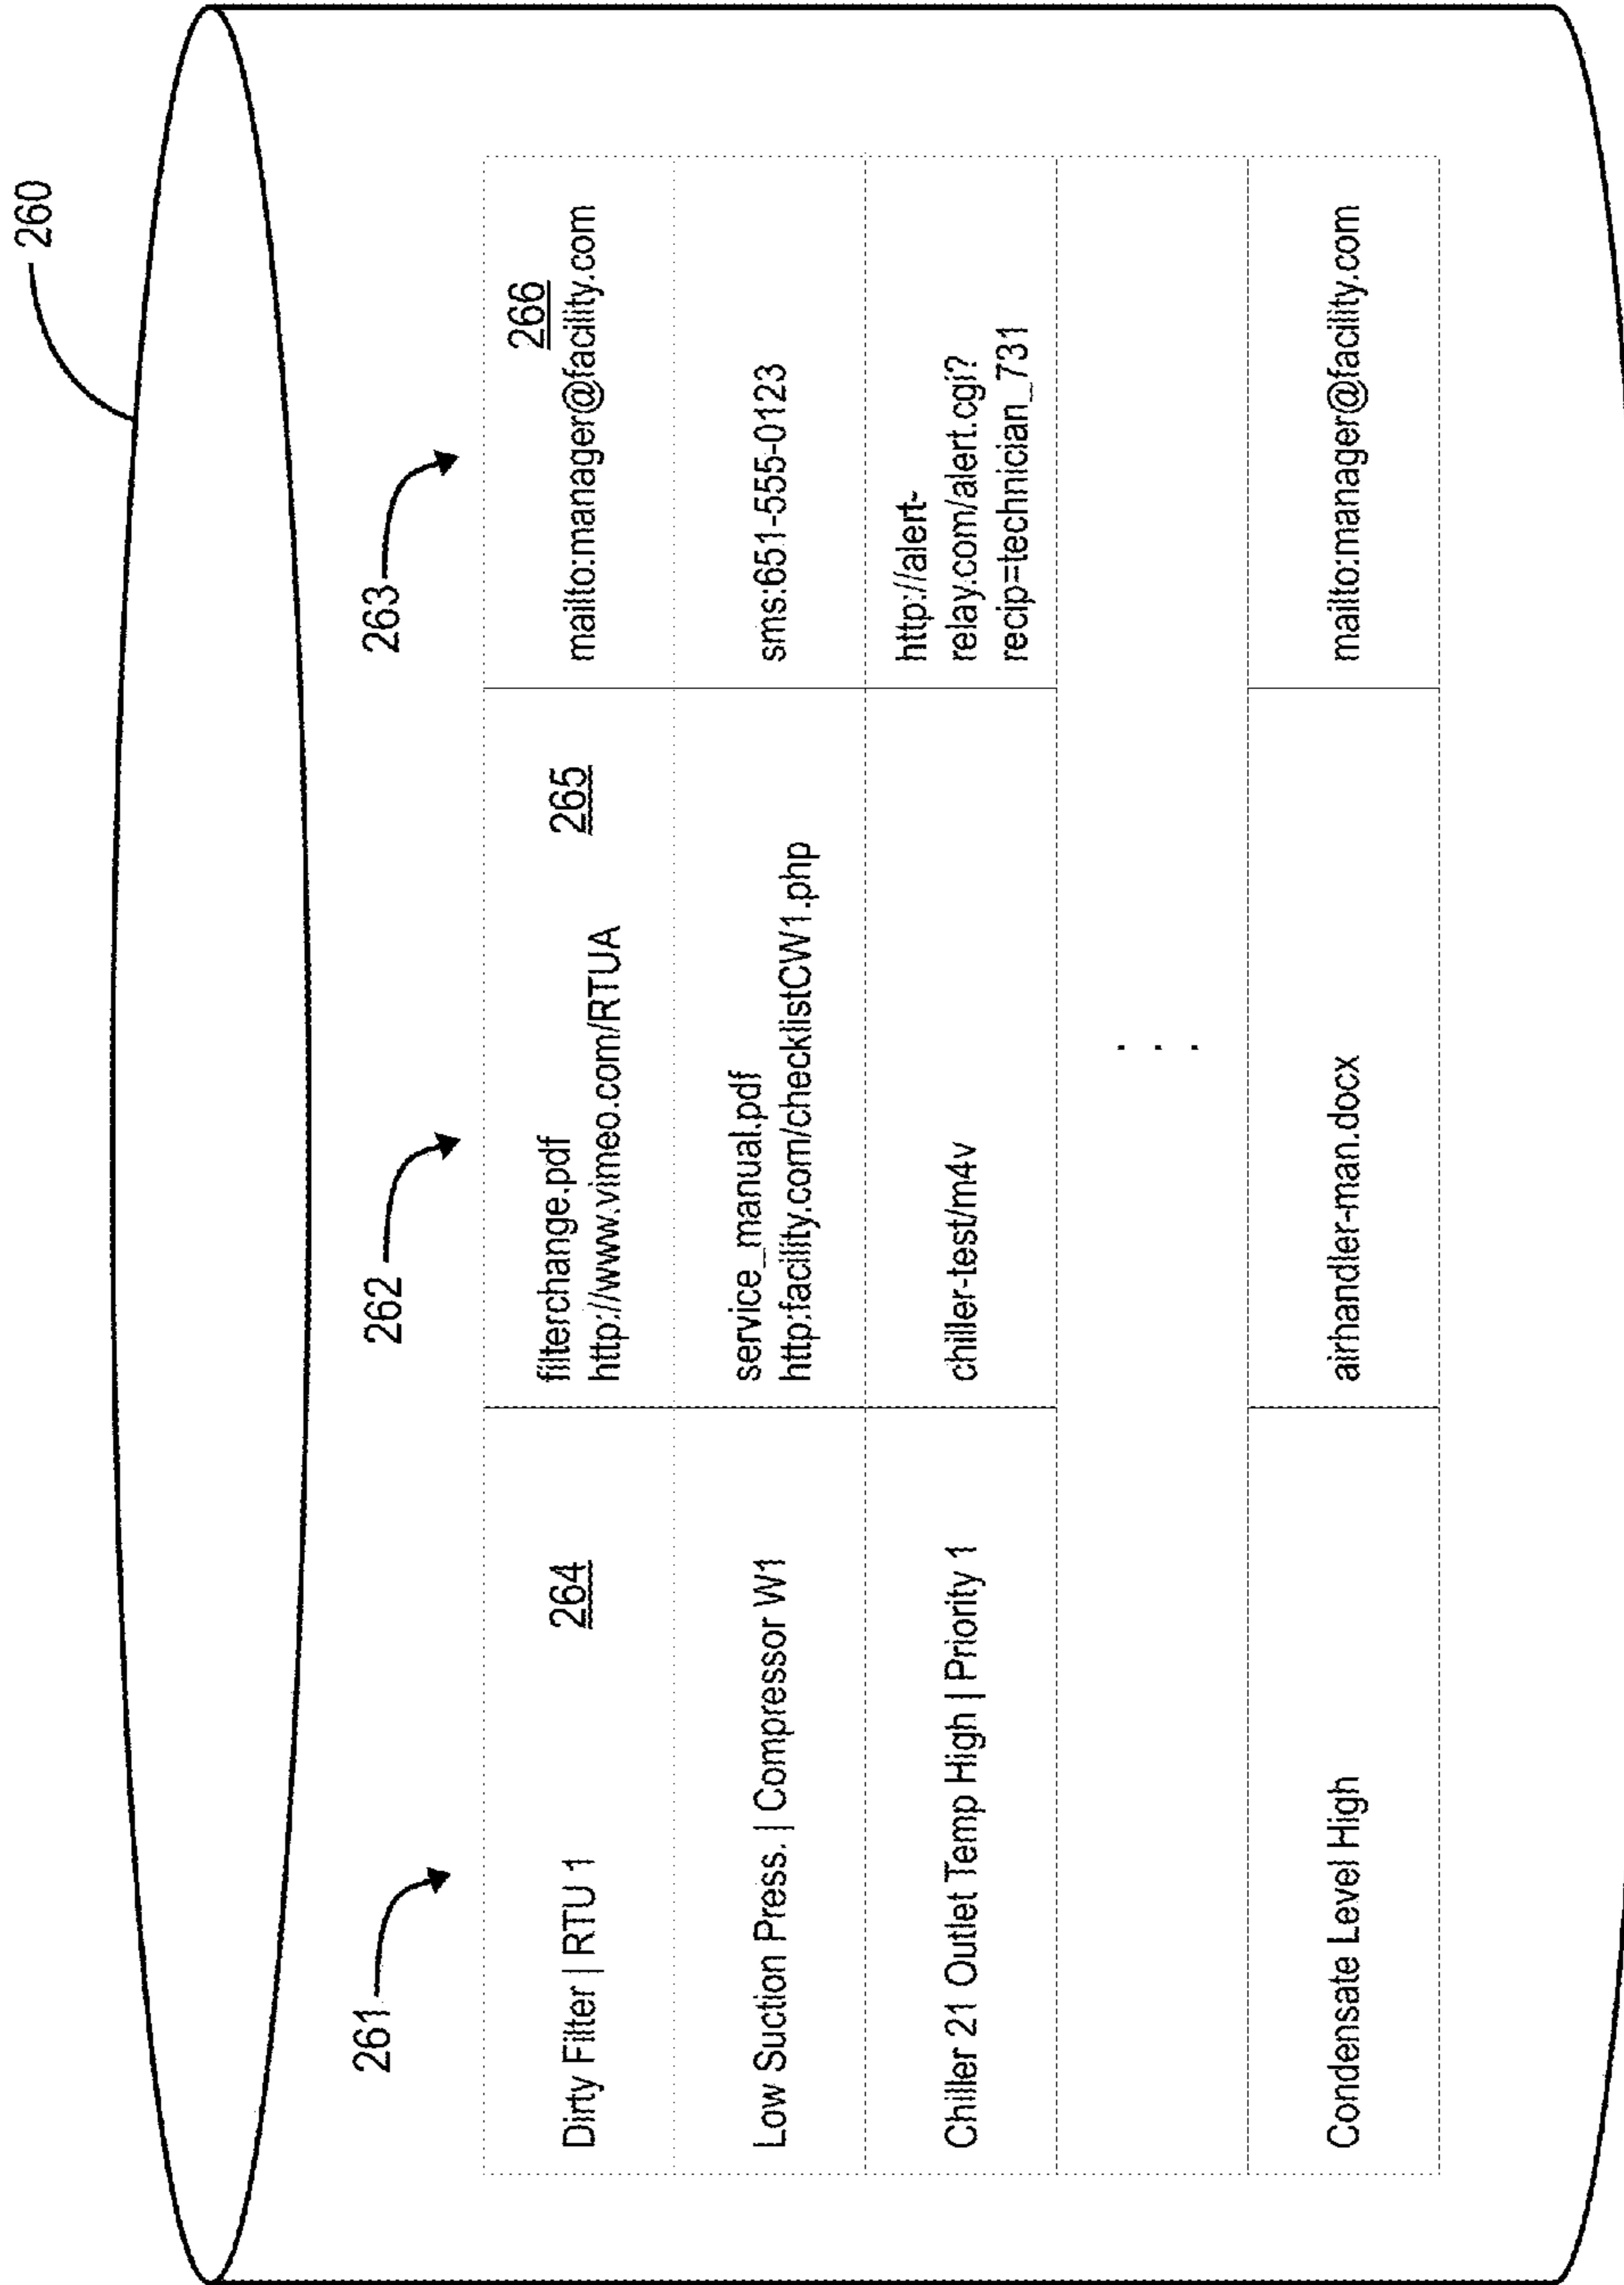 260
261
262
263
Dirty Filter | RTU 1
264
filterchange.pdf
http://www.vimeo.com/RTUA
265
266
mailto:manager@facility.com
Low Suction Press. | Compressor W1
service_manual.pdf
http:facility.com/checklistCW1.php
sms:651-555-0123
Chiller 21 Outlet Temp High | Priority 1
chiller-test/m4v
http://alert-
relay.com/alert.cgi?
recip=technician_731
. . .
Condensate Level High
airhandler-man.docx
mailto:manager@facility.com